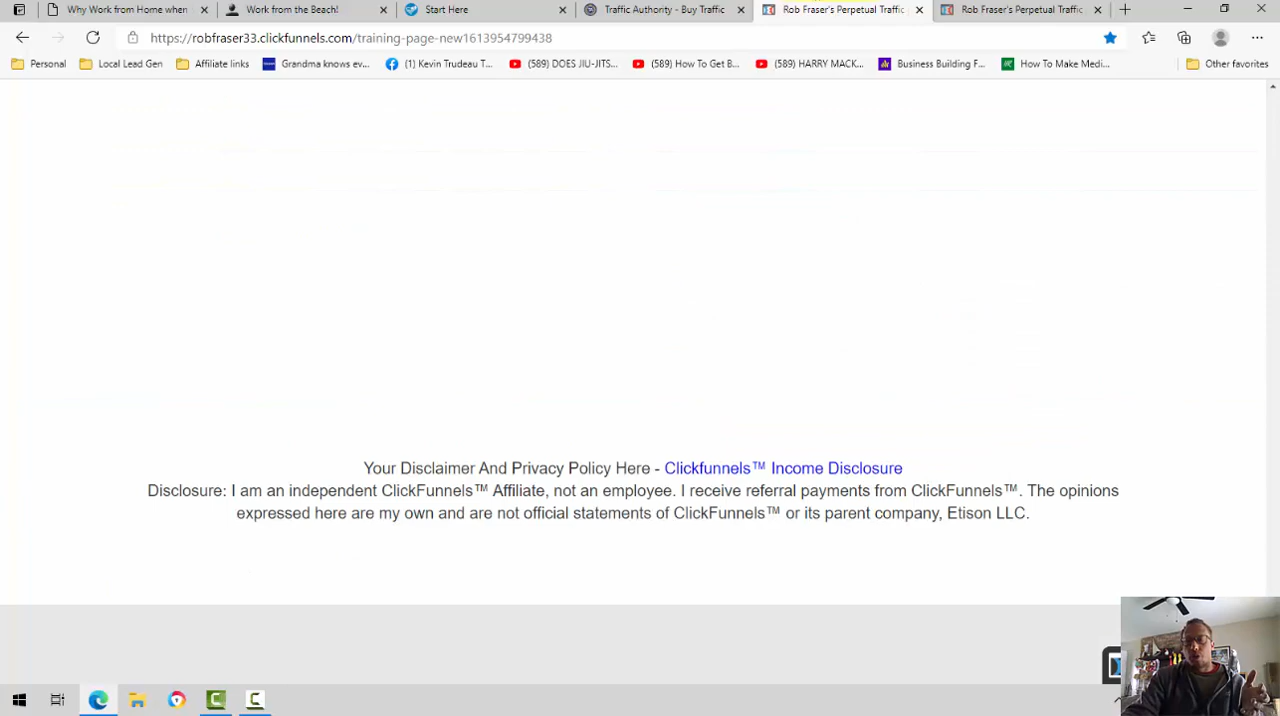 Why Work from Home when
Work from the Beach!
Start Here
Traffic Authority - Buy Traffic
Rob Fraser's Perpetual Traffic
Rob Fraser's Perpetual Traffic
https://robfraser33.clickfunnels.com/training-page-new1613954799438
Personal
Local Lead Gen
Affiliate links
Grandma knows ev...
(1) Kevin Trudeau T...
(589) DOES JIU-JITS...
(589) How To Get B...
(589) HARRY MACK...
Business Building F...
How To Make Medi...
Other favorites
Your Disclaimer And Privacy Policy Here - Clickfunnels™ Income Disclosure
Disclosure: I am an independent ClickFunnels™ Affiliate, not an employee. I receive referral payments from ClickFunnels™. The opinions
expressed here are my own and are not official statements of ClickFunnels™ or its parent company, Etison LLC.